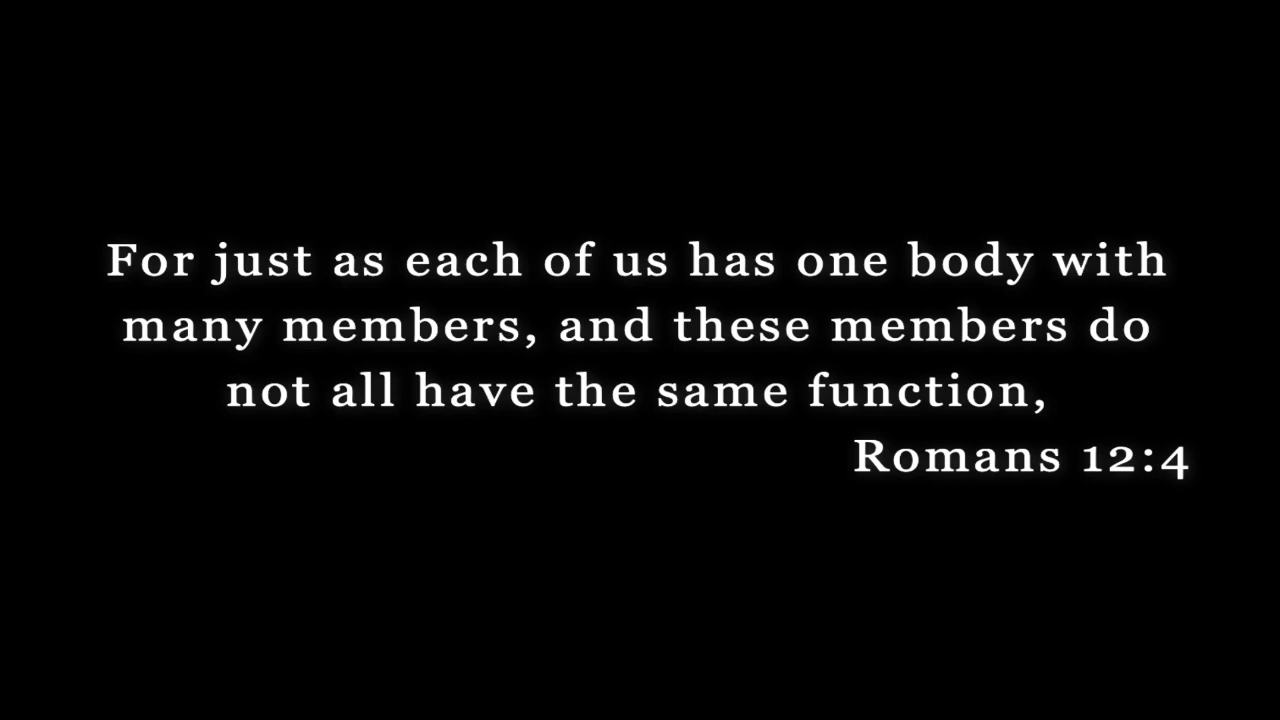 For just as each of us has one body with
many members, and these members do
not all have the same function,
Romans 12:4